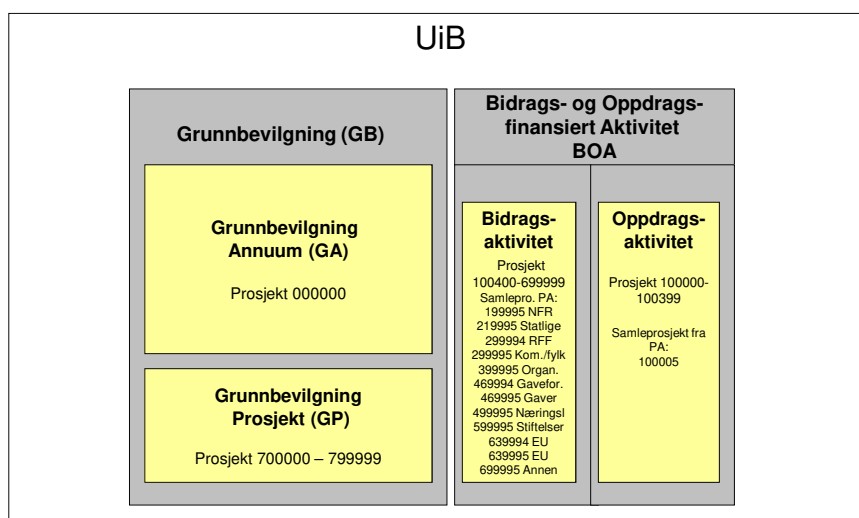 UiB
Grunnbevilgning (GB)
Grunnbevilgning
Annuum (GA)
Prosjekt 000000
Grunnbevilgning
Prosjekt (GP)
Prosjekt 700000 – 799999
Bidrags- og Oppdrags-
finansiert Aktivitet
BOA
Bidrags-
aktivitet
Prosjekt
100400-699999
Samlepro. PA:
199995 NFR
219995 Statlige
299994 RFF
299995 Kom./fylk
399995 Organ.
469994 Gavefor.
469995 Gaver
499995 Næringsl
599995 Stiftelser
639994 EU
639995 EU
699995 Annen
Oppdrags-
aktivitet
Prosjekt 100000-
100399
Samleprosjekt fra
PA:
100005